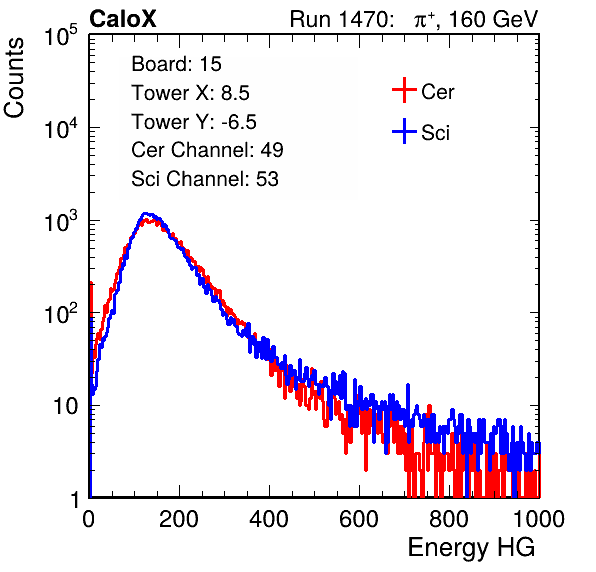 CaloX Run 1470: π⁺, 160 GeV
Counts
Board: 15
Tower X: 8.5
Tower Y: -6.5
Cer Channel: 49
Sci Channel: 53
Cer
Sci
10⁵
10⁴
10³
10²
10
1
0 200 400 600 800 1000
Energy HG